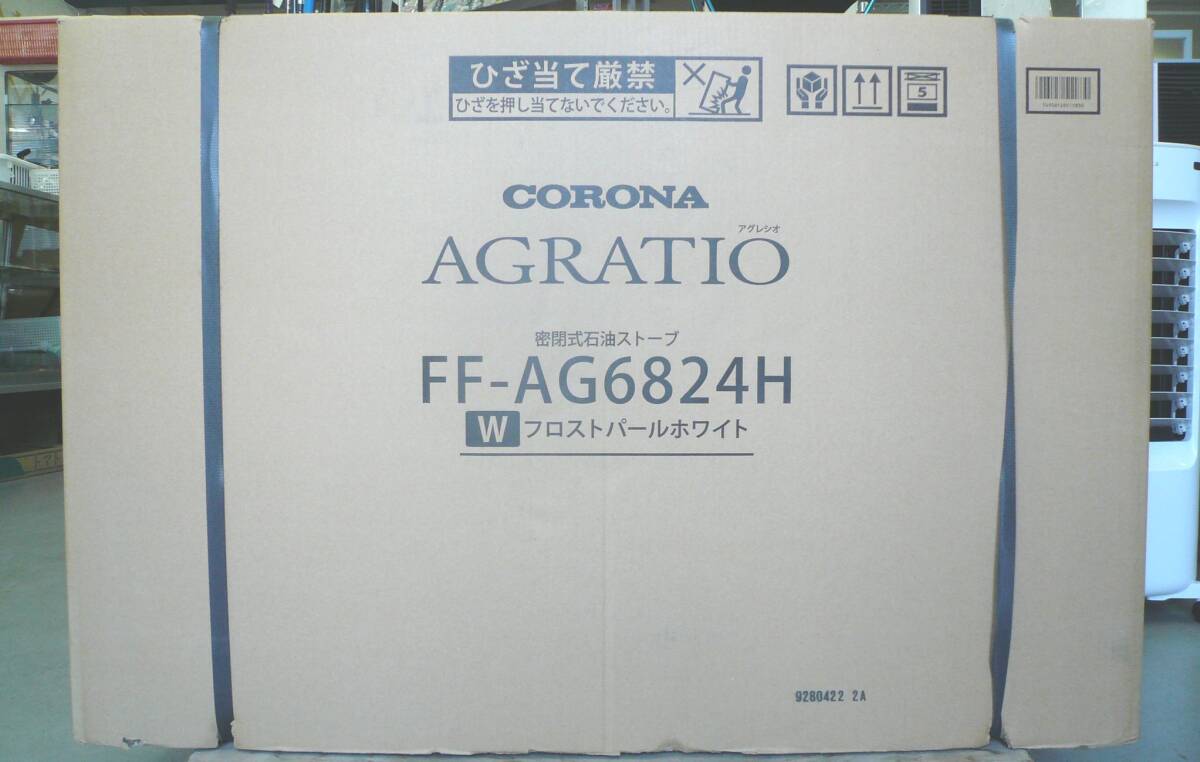 ひざ当て厳禁
ひざを押し当てないでください。
5
CORONA
アグレシオ
AGRATIO
密閉式石油ストーブ
FF-AG6824H
W フロストパールホワイト
9280422 2A